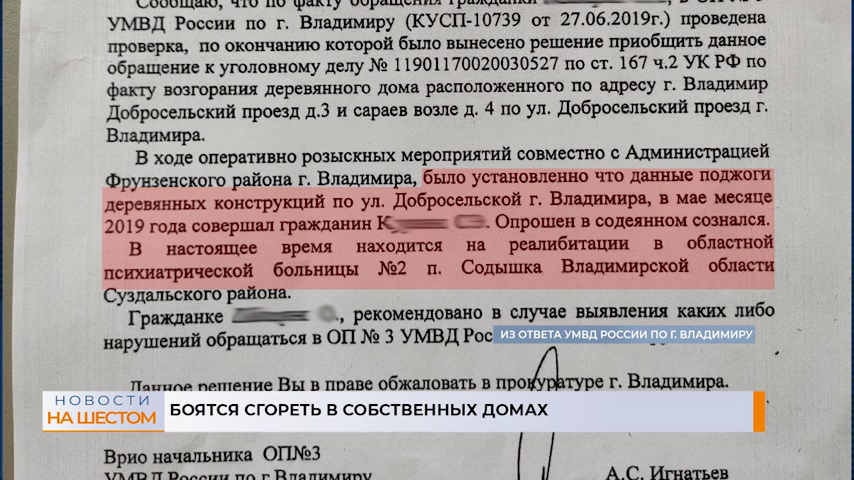 Сообщаю, что по факту обращения гражданки
УМВД России по г. Владимиру (КУСП-10739 от 27.06.2019г.) проведена
проверка, по окончанию которой было вынесено решение приобщить данное
обращение к уголовному делу № 11901170020030527 по ст. 167 ч.2 УК РФ по
факту возгорания деревянного дома расположенного по адресу г. Владимир
Добросельский проезд д.3 и сараев возле д. 4 по ул. Добросельский проезд г.
Владимира.
В ходе оперативно розыскных мероприятий совместно с Администрацией
Фрунзенского района г. Владимира, было установленно что данные поджоги
деревянных конструкций по ул. Добросельской г. Владимира, в мае месяце
2019 года совершал гражданин К . Опрошен в содеянном сознался.
В настоящее время находится на реалибитации в областной
психиатрической больницы №2 п. Содышка Владимирской области
Суздальского района.
Гражданке О., рекомендовано в случае выявления каких либо
нарушений обращаться в ОП № 3 УМВД
ИЗ ОТВЕТА УМВД РОССИИ ПО Г. ВЛАДИМИРУ
Данное решение Вы в праве обжаловать в прокуратуре г. Владимира.
НОВОСТИ
НА ШЕСТОМ
БОЯТСЯ СГОРЕТЬ В СОБСТВЕННЫХ ДОМАХ
Врио начальника ОП№3
УМВД России по г.Владимиру
А.С. Игнатьев